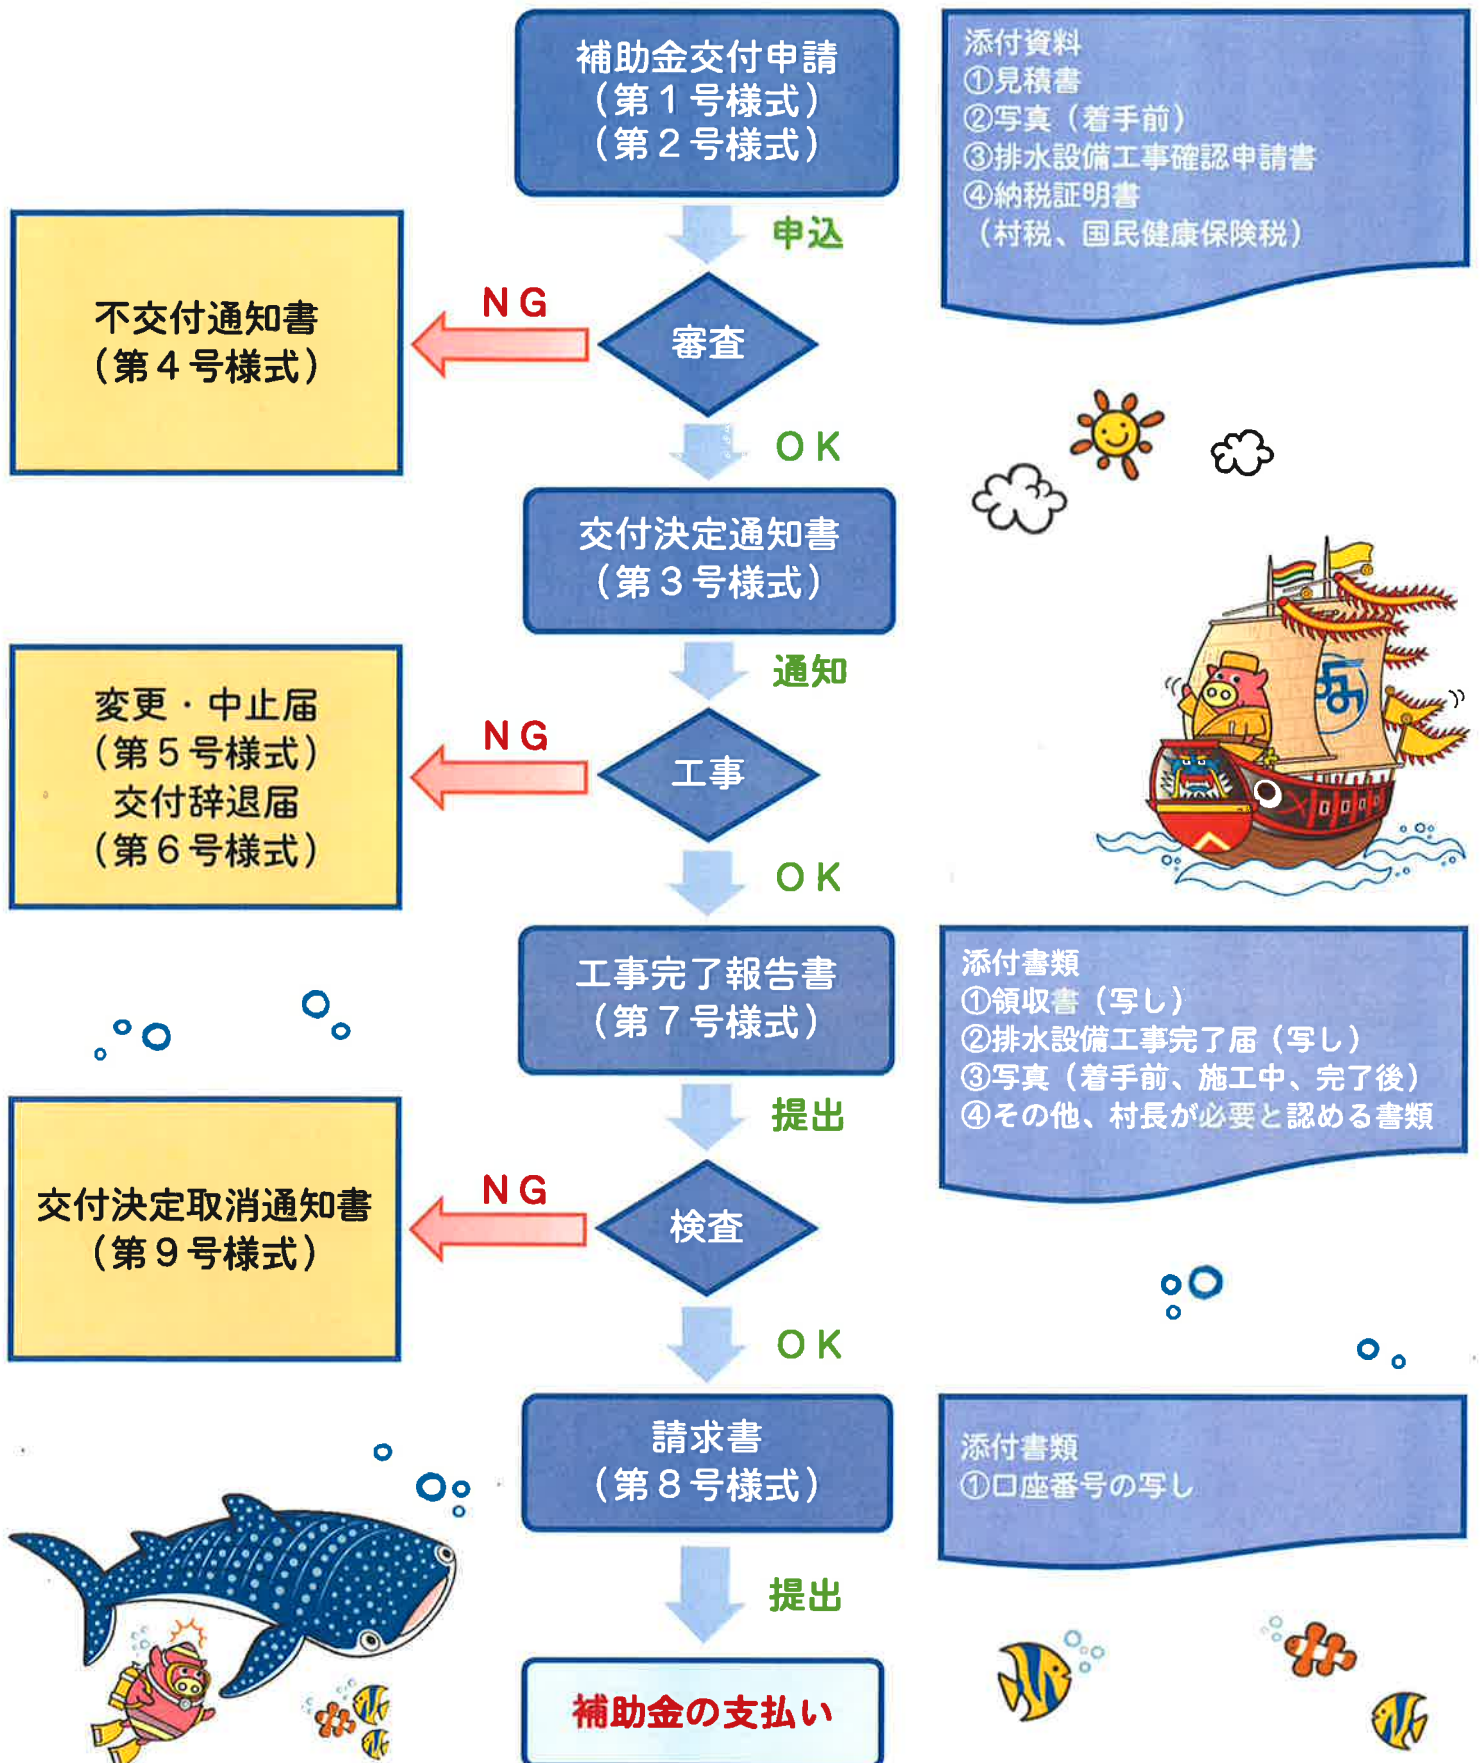 補助金交付申請
（第１号様式）
（第２号様式）
添付資料
①見積書
②写真（着手前）
③排水設備工事確認申請書
④納税証明書
（村税、国民健康保険税）
申込
審査
NG
不交付通知書
（第４号様式）
OK
交付決定通知書
（第３号様式）
通知
工事
NG
変更・中止届
（第５号様式）
交付辞退届
（第６号様式）
OK
工事完了報告書
（第７号様式）
添付書類
①領収書（写し）
②排水設備工事完了届（写し）
③写真（着手前、施工中、完了後）
④その他、村長が必要と認める書類
提出
検査
NG
交付決定取消通知書
（第９号様式）
OK
請求書
（第８号様式）
添付書類
①口座番号の写し
提出
補助金の支払い